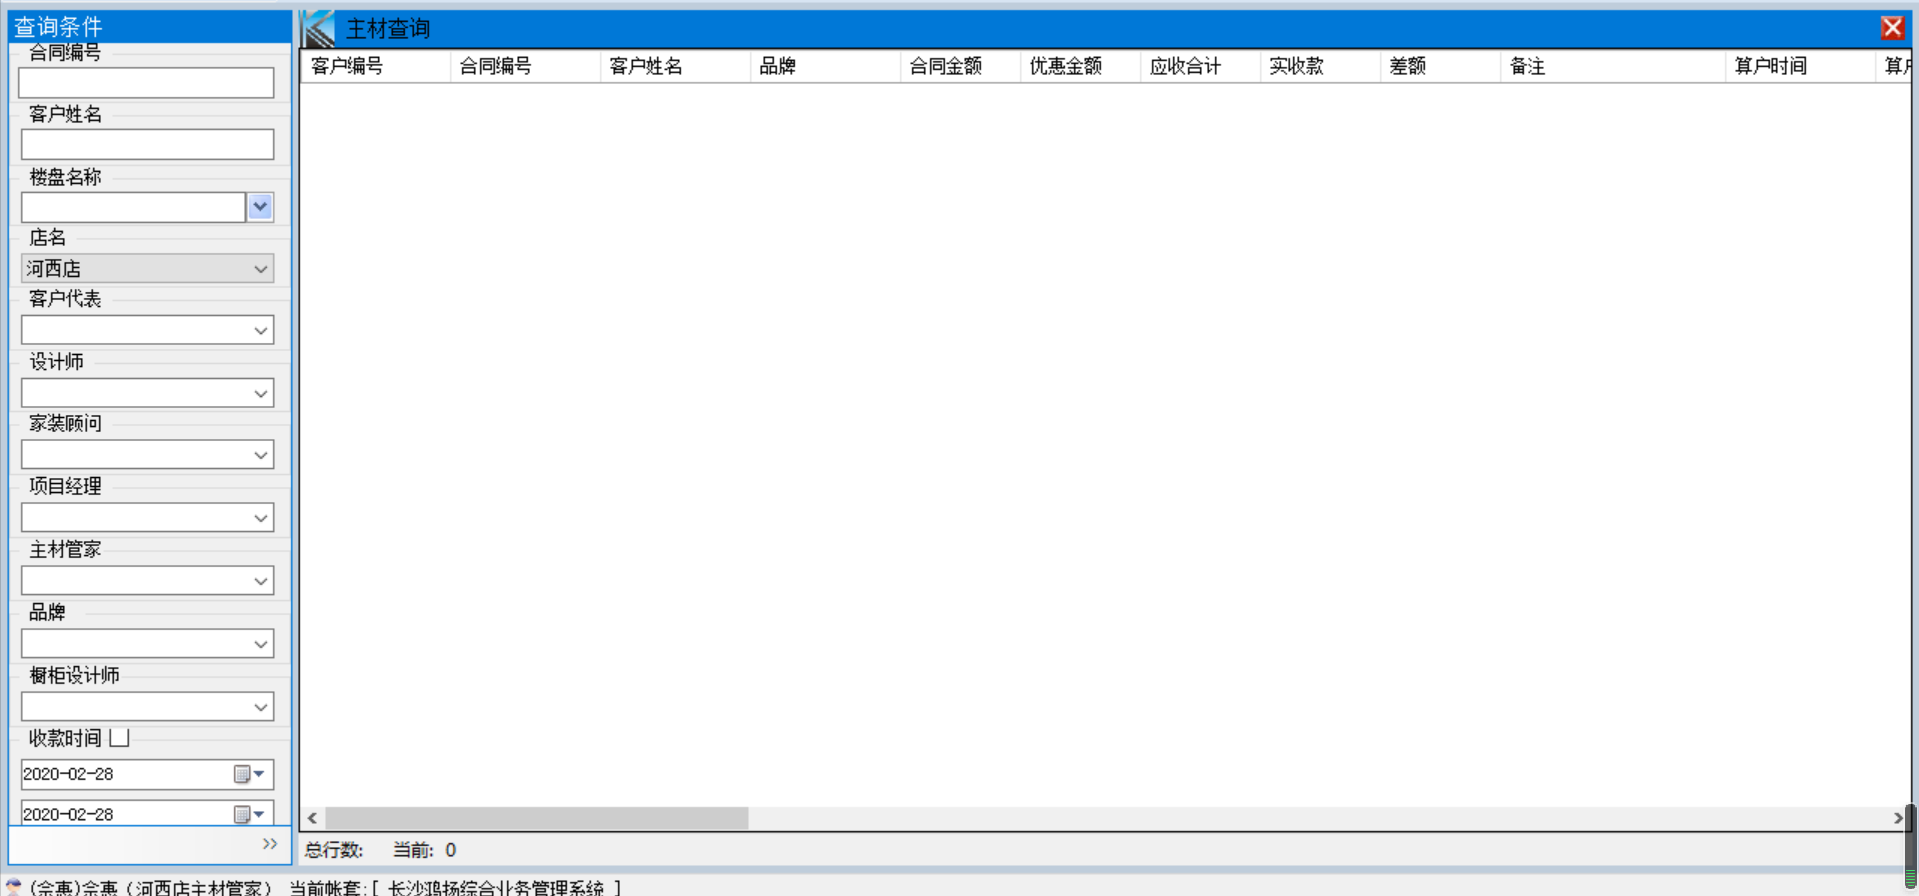 查询条件
合同编号
客户姓名
楼盘名称
店名
河西店
客户代表
设计师
家装顾问
项目经理
主材管家
品牌
橱柜设计师
收款时间
2020-02-28
2020-02-28
>>
主材查询
客户编号 合同编号 客户姓名 品牌 合同金额 优惠金额 应收合计 实收款 差额 备注 算户时间 算户
总行数: 当前: 0
(余惠)余惠 (河西店主材管家) 当前帐套:[ 长沙鸿扬综合业务管理系统 ]